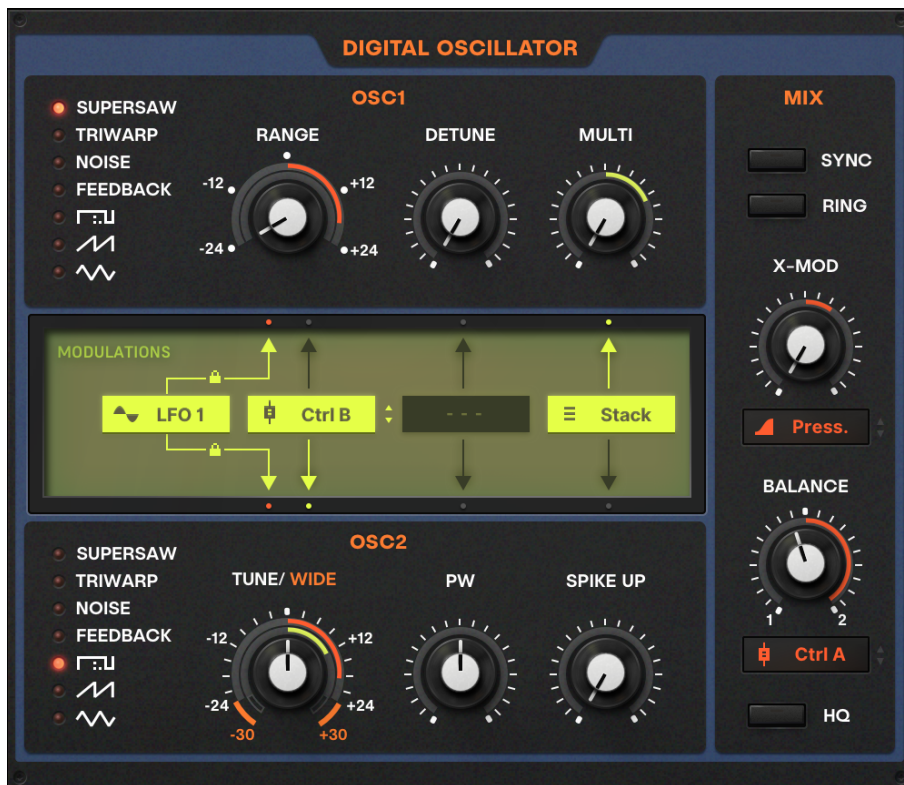 DIGITAL OSCILLATOR
OSC1
SUPERSAW
TRIWARP
NOISE
FEEDBACK
RANGE
-12
+12
-24
+24
DETUNE
MULTI
MODULATIONS
LFO 1
Ctrl B
- - -
Stack
OSC2
SUPERSAW
TRIWARP
NOISE
FEEDBACK
TUNE/ WIDE
-12
+12
-24
+24
-30
+30
PW
SPIKE UP
MIX
SYNC
RING
X-MOD
Press.
BALANCE
1
2
Ctrl A
HQ